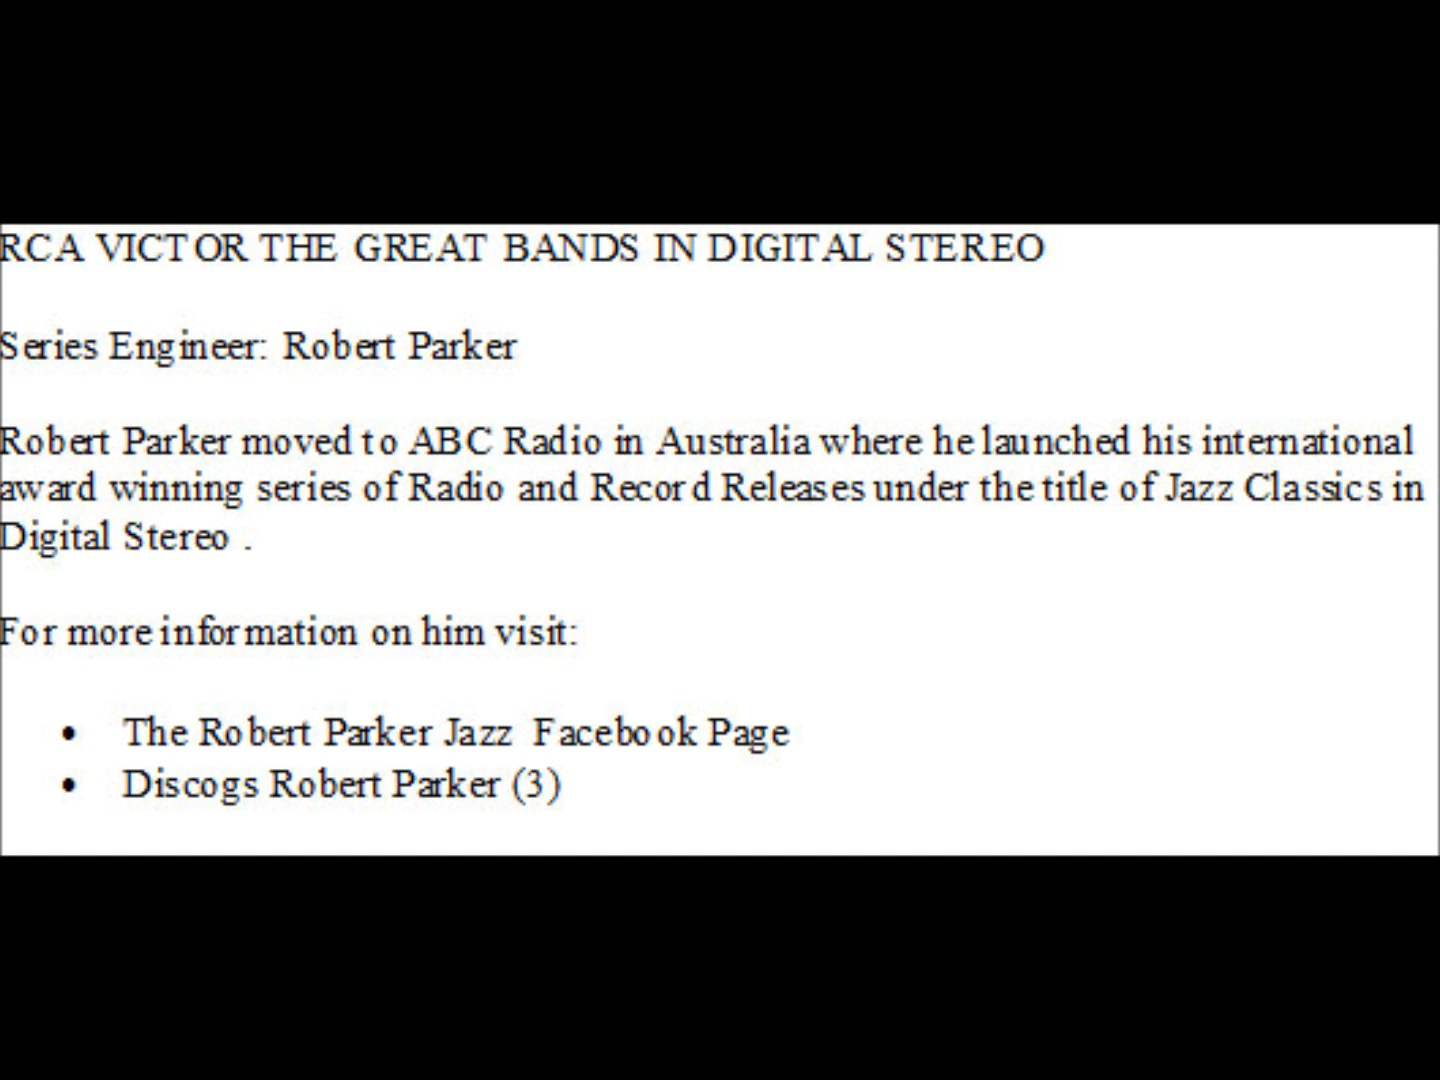 RCA VICTOR THE GREAT BANDS IN DIGITAL STEREO
Series Engineer: Robert Parker
Robert Parker moved to ABC Radio in Australia where he launched his international
award winning series of Radio and Record Releases under the title of Jazz Classics in
Digital Stereo .
For more information on him visit:
• The Robert Parker Jazz Facebook Page
• Discogs Robert Parker (3)